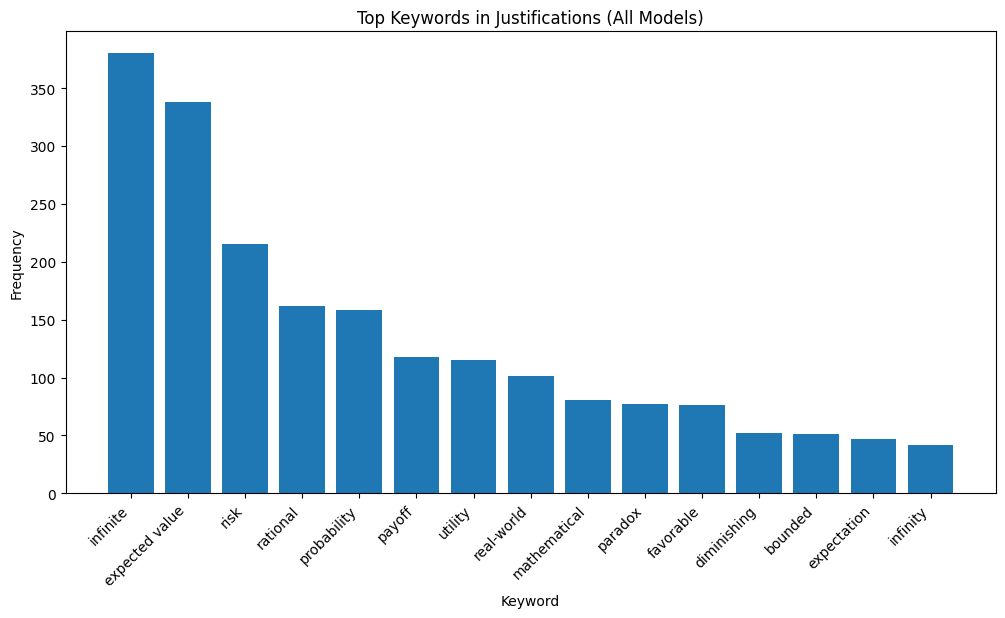 Top Keywords in Justifications (All Models)
Frequency
350
300
250
200
150
100
50
0
infinite
expected value
risk
rational
probability
payoff
utility
real-world
mathematical
paradox
favorable
diminishing
bounded
expectation
infinity
Keyword